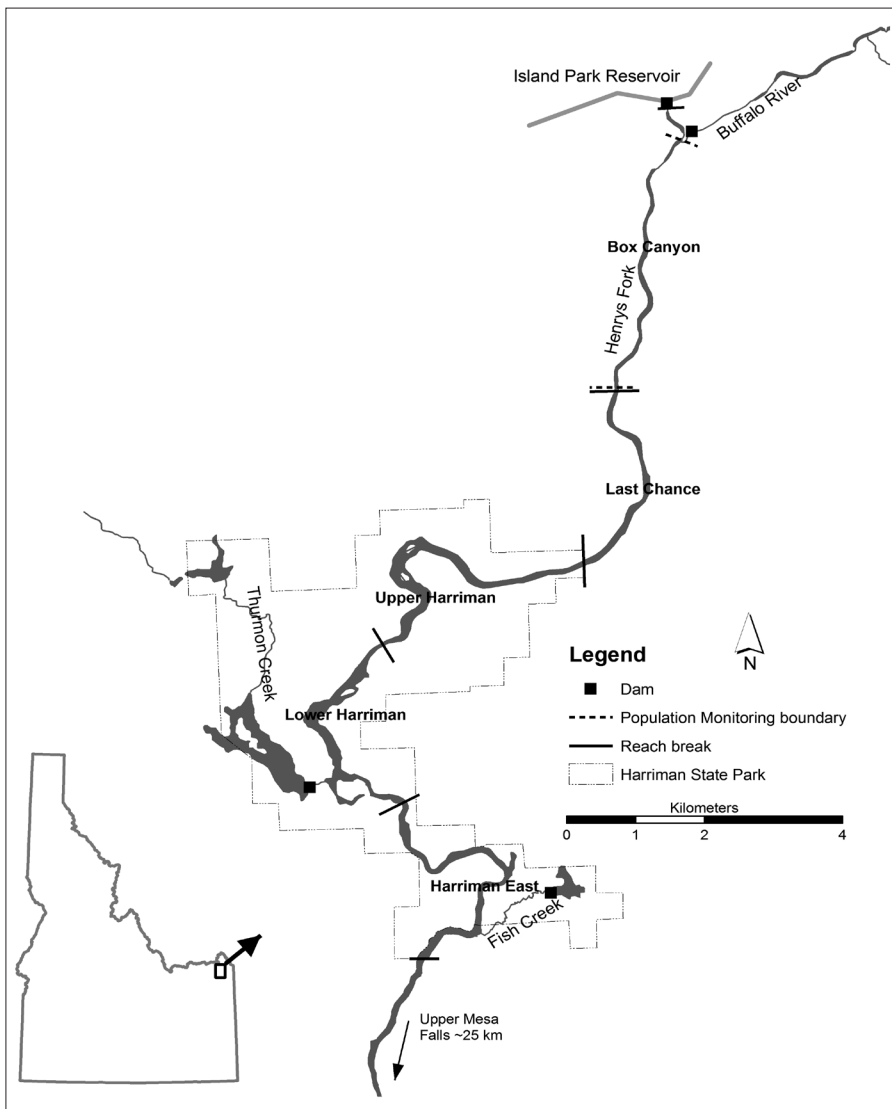 Island Park Reservoir
Buffalo River
Box Canyon
Henrys Fork
Last Chance
Upper Harriman
Thurmon Creek
Lower Harriman
N
Legend
Dam
Population Monitoring boundary
Reach break
Harriman State Park
Kilometers
0 1 2 4
Harriman East
Fish Creek
Upper Mesa
Falls ~25 km